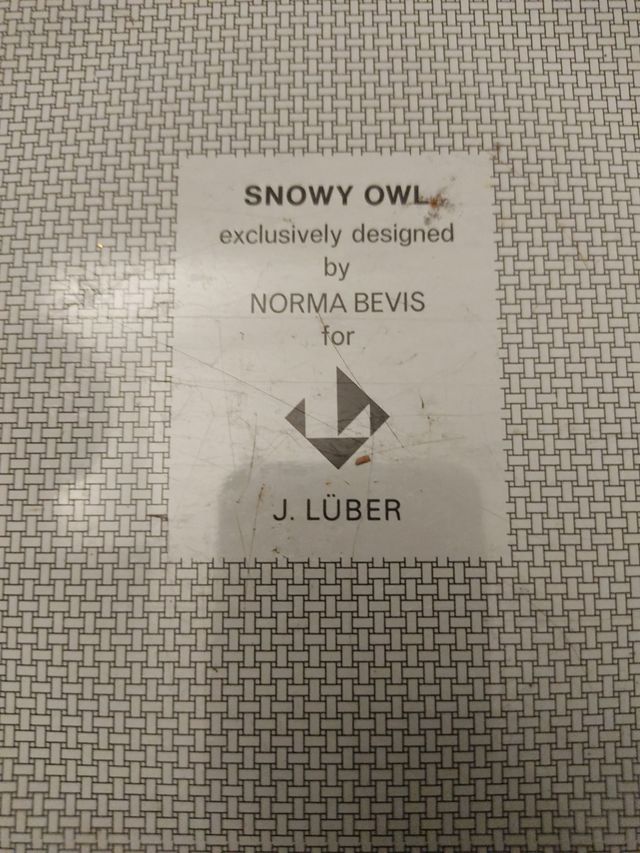 SNOWY OWL
exclusively designed
by
NORMA BEVIS
for
J. LÜBER